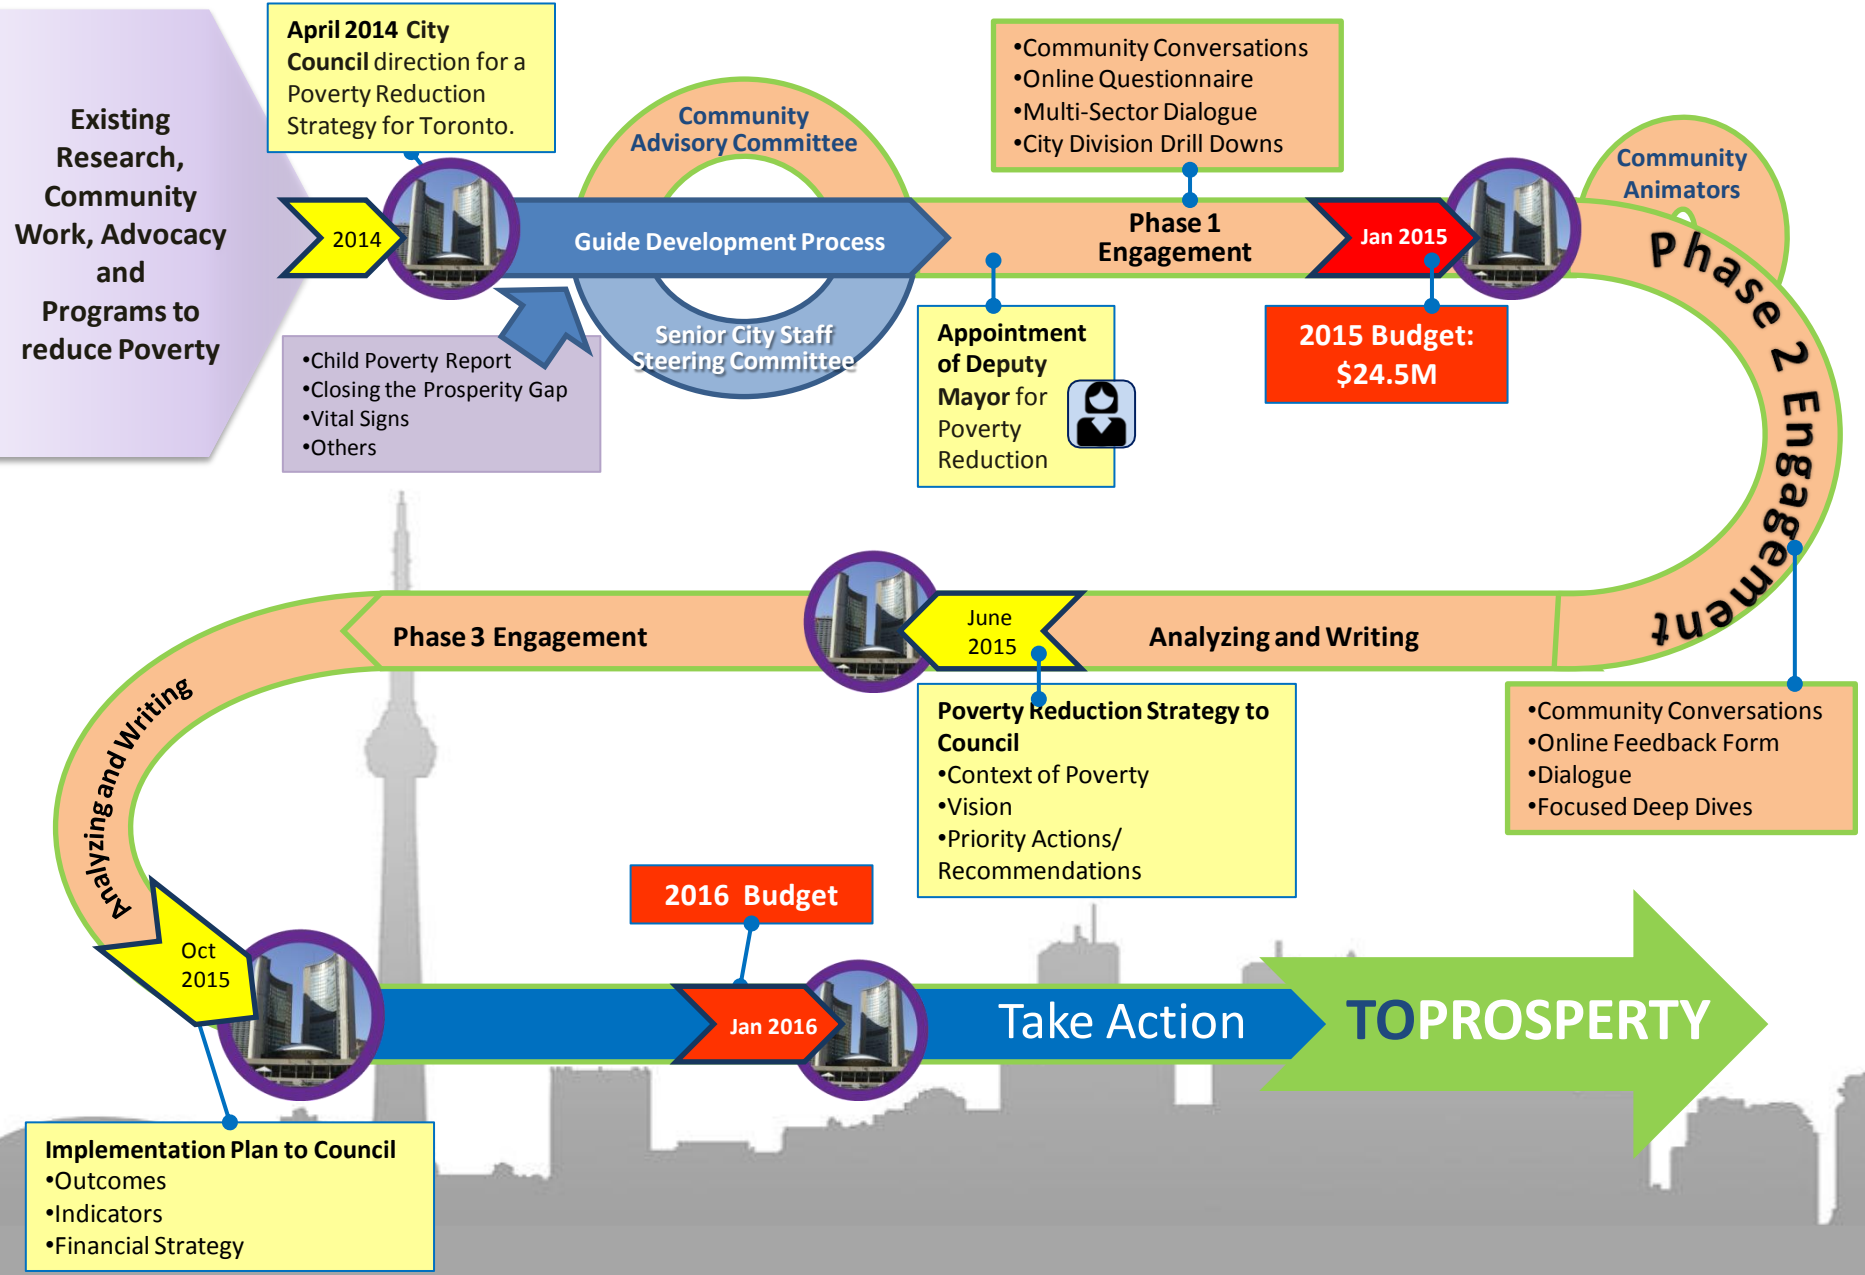 Existing
Research,
Community
Work, Advocacy
and
Programs to
reduce Poverty
April 2014 City
Council direction for a
Poverty Reduction
Strategy for Toronto.
2014
Community
Advisory Committee
Guide Development Process
Senior City Staff
Steering Committee
•Child Poverty Report
•Closing the Prosperity Gap
•Vital Signs
•Others
•Community Conversations
•Online Questionnaire
•Multi-Sector Dialogue
•City Division Drill Downs
Phase 1
Engagement
Appointment
of Deputy
Mayor for
Poverty
Reduction
Jan 2015
2015 Budget:
$24.5M
Community
Animators
Phase 2 Engagement
•Community Conversations
•Online Feedback Form
•Dialogue
•Focused Deep Dives
Analyzing and Writing
June
2015
Poverty Reduction Strategy to
Council
•Context of Poverty
•Vision
•Priority Actions/
Recommendations
Phase 3 Engagement
Analyzing and Writing
Oct
2015
Implementation Plan to Council
•Outcomes
•Indicators
•Financial Strategy
2016 Budget
Jan 2016
Take Action
TOPROSPERTY